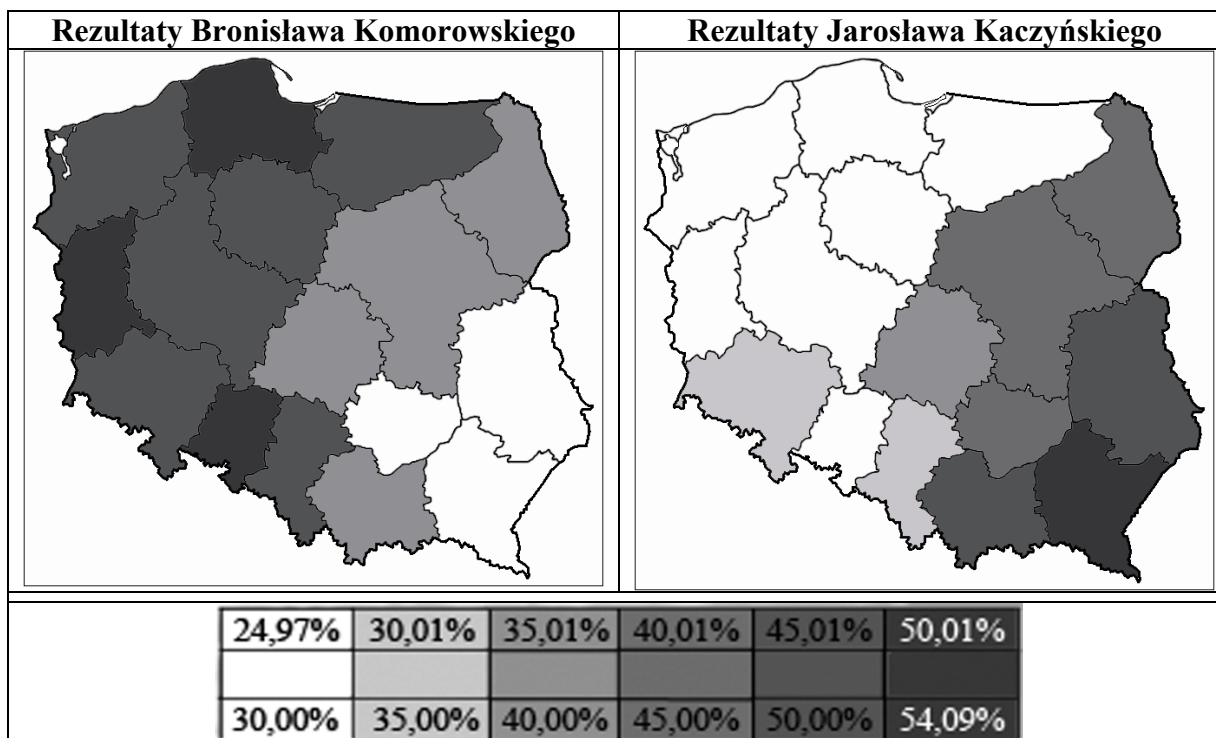 Rezultaty Bronisława Komorowskiego
Rezultaty Jarosława Kaczyńskiego
24,97% 30,01% 35,01% 40,01% 45,01% 50,01%
30,00% 35,00% 40,00% 45,00% 50,00% 54,09%